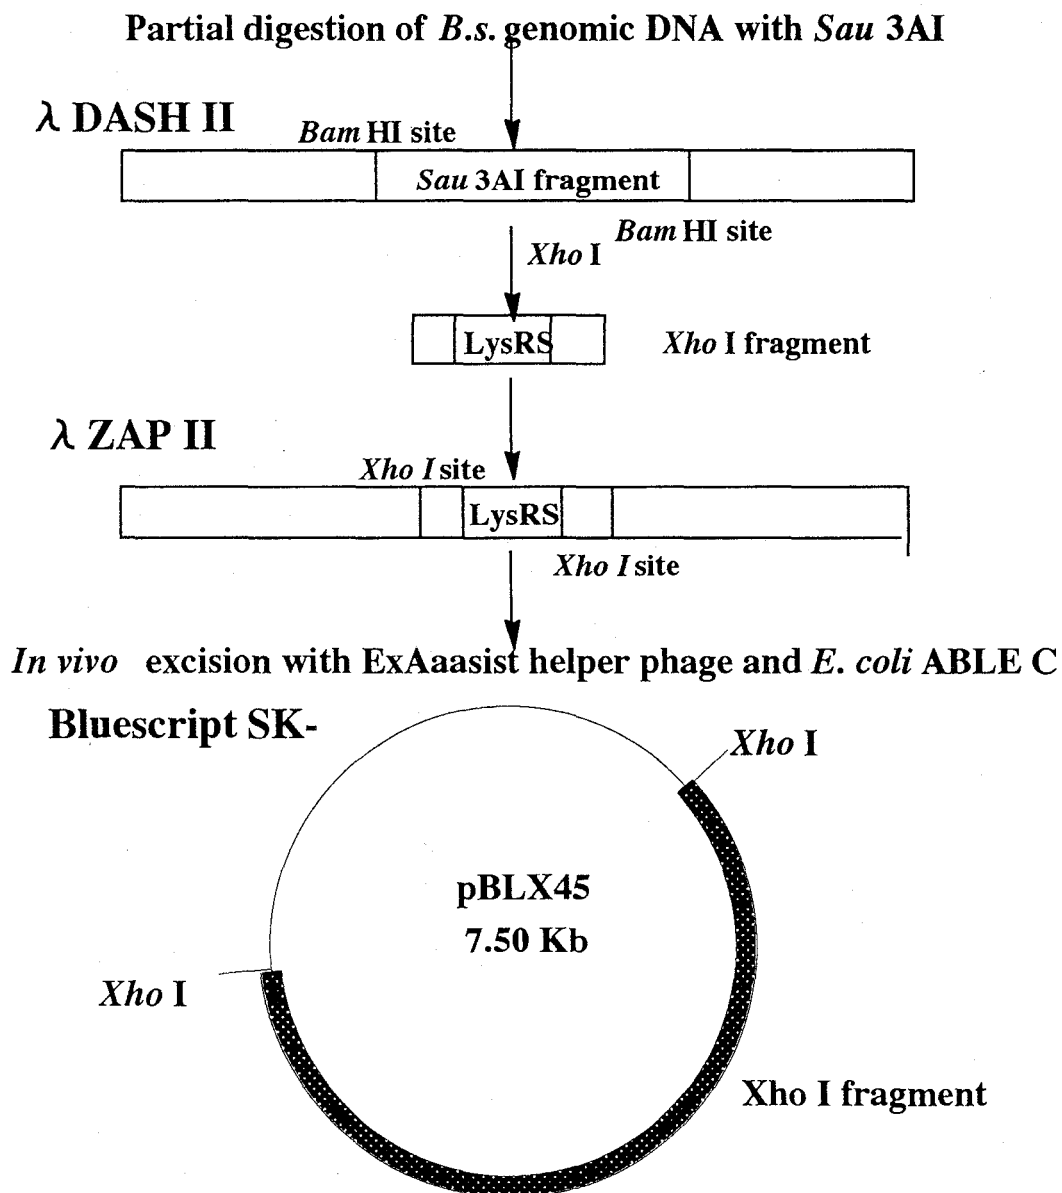 Partial digestion of B.s. genomic DNA with Sau 3AI
λ DASH II
Bam HI site
Sau 3AI fragment
Bam HI site
Xho I
LysRS
Xho I fragment
λ ZAP II
Xho I site
LysRS
Xho I site
In vivo excision with ExAaasist helper phage and E. coli ABLE C
Bluescript SK-
Xho I
pBLX45
7.50 Kb
Xho I
Xho I fragment